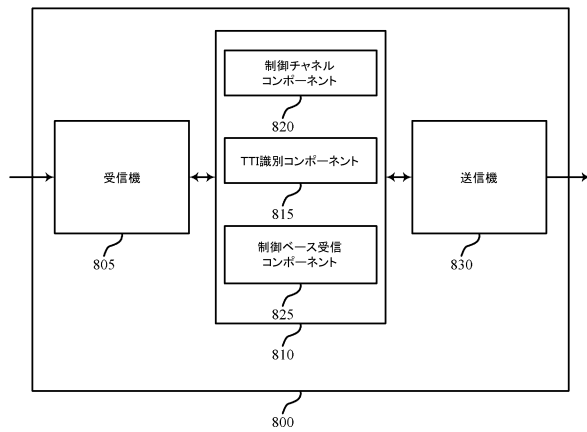 制御チャネル
コンポーネント
820
受信機
805
TTI識別コンポーネント
815
送信機
830
制御ベース受信
コンポーネント
825
810
800